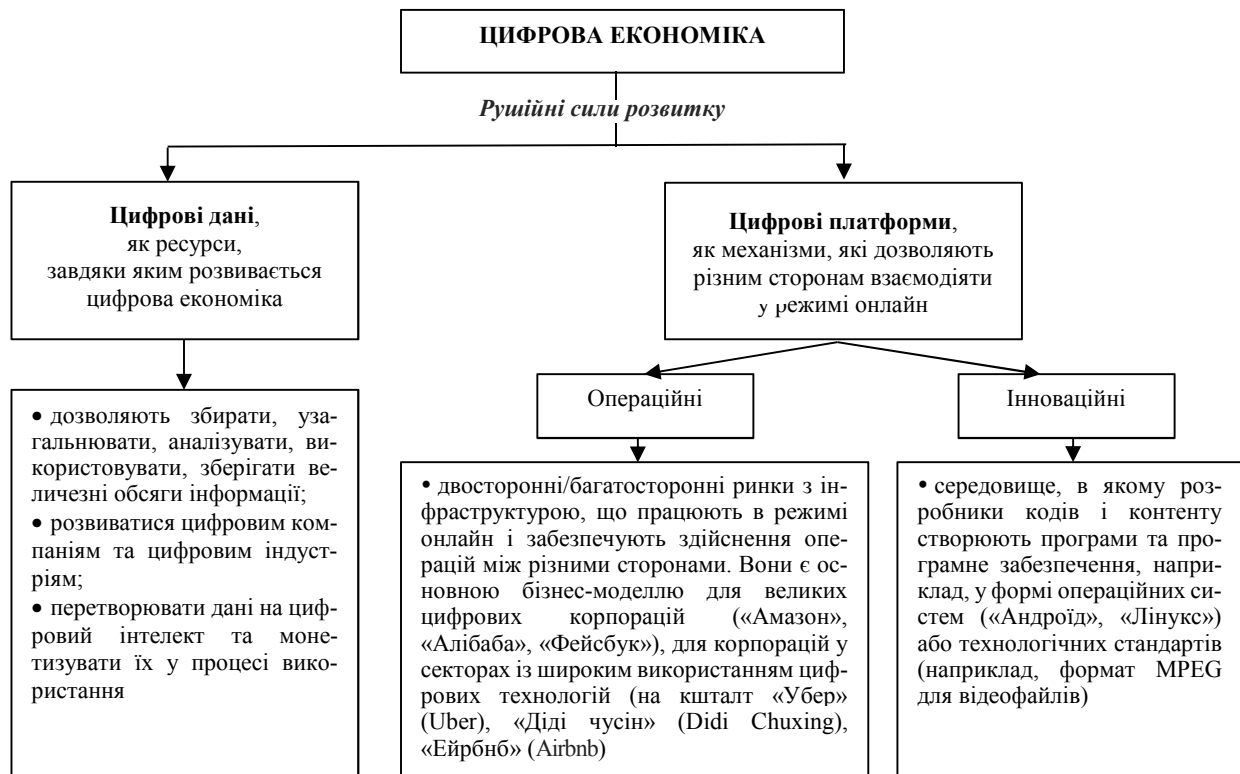 ЦИФРОВА ЕКОНОМІКА
Рушійні сили розвитку
Цифрові дані,
як ресурси,
завдяки яким розвивається
цифрова економіка
Цифрові платформи,
як механізми, які дозволяють
різним сторонам взаємодіяти
у режимі онлайн
• дозволяють збирати, уза-
гальнювати, аналізувати, ви-
користовувати, зберігати ве-
личезні обсяги інформації;
• розвиватися цифровим ком-
паніям та цифровим індуст-
ріям;
• перетворювати дані на циф-
ровий інтелект та моне-
тизувати їх у процесі вико-
ристання
Операційні
• двосторонні/багатосторонні ринки з ін-
фраструктурою, що працюють в режимі
онлайн і забезпечують здійснення опе-
рацій між різними сторонами. Вони є ос-
новною бізнес-моделлю для великих
цифрових корпорацій («Амазон»,
«Алібаба», «Фейсбук»), для корпорацій у
секторах із широким використанням циф-
рових технологій (на кшталт «Убер»
(Uber), «Діді чусін» (Didi Chuxing),
«Ейрбнб» (Airbnb)
Інноваційні
• середовище, в якому роз-
робники кодів і контенту
створюють програми та про-
грамне забезпечення, наприк-
лад, у формі операційних си-
стем («Андроїд», «Лінукс»)
або технологічних стандартів
(наприклад, формат MPEG
для відеофайлів)